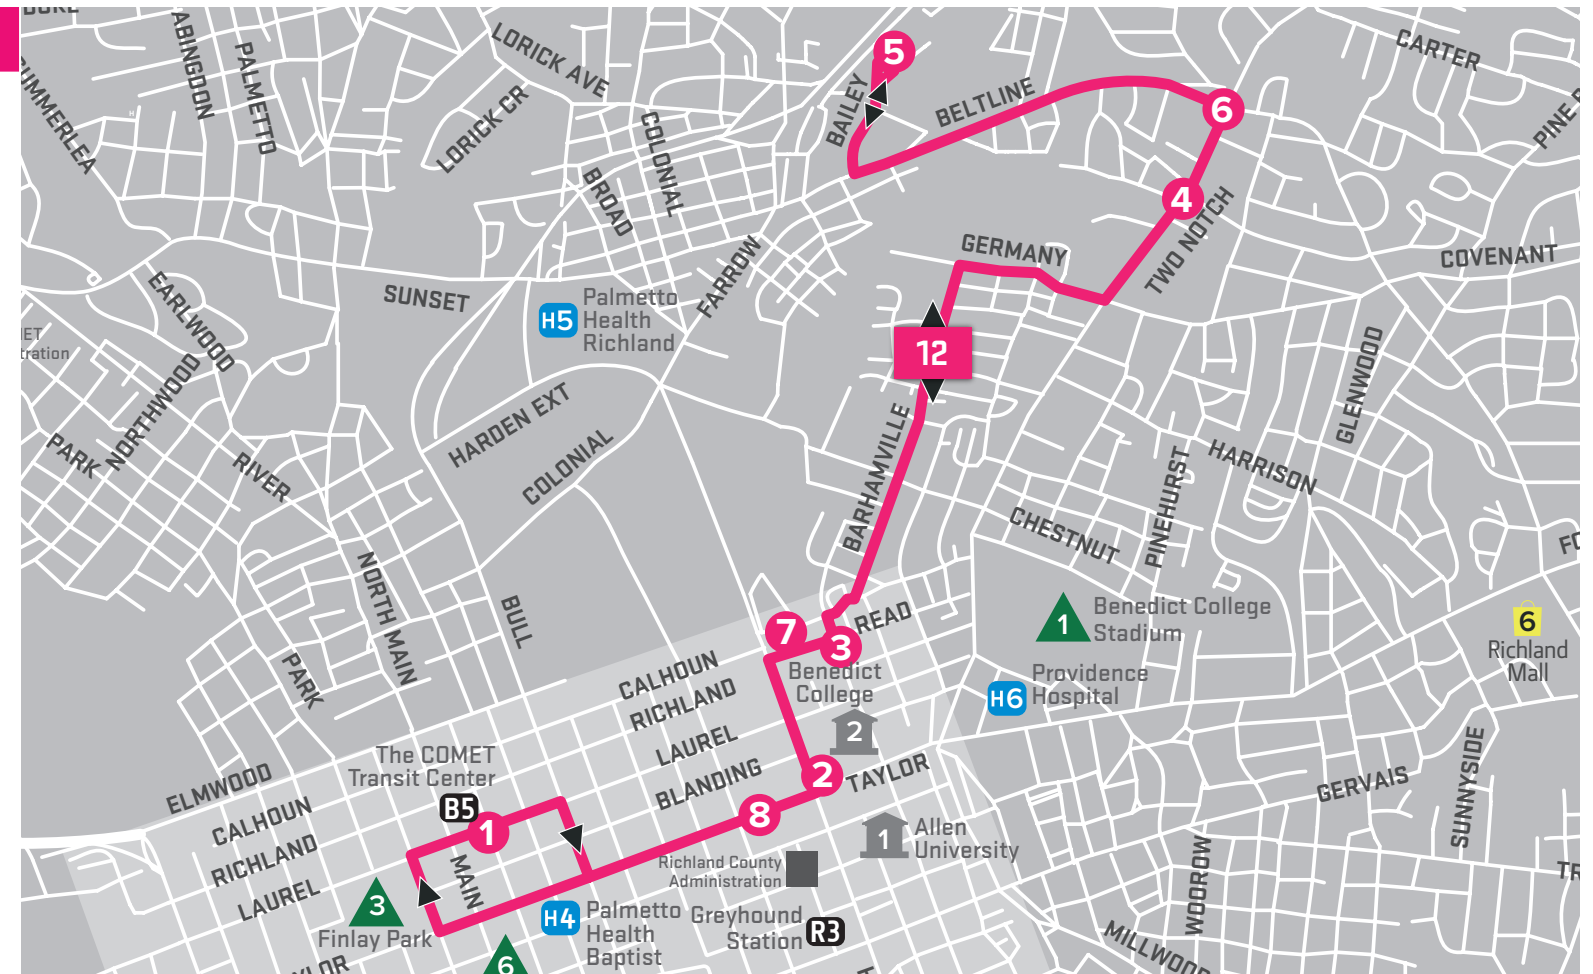 ABINGDON
PALMETTO
LORICK AVE
CARTER
5
BAILEY
BELTLINE
6
LORICK CR
COLONIAL
H
BROAD
4
TWO NOTCH
GERMANY
COVENANT
FARROW
SUNSET
EARLWOOD
H5
Palmetto
Health
Richland
12
GLENWOOD
NORTHWOOD
PARK
RIVER
HARDEN EXT
COLONIAL
BARHAMVILLE
HARRISON
PINEHURST
CHESTNUT
NORTH MAIN
BULL
PARK
7
3
READ
1
Benedict College
Stadium
6
Richland
Mall
H6
Providence
Hospital
Benedict
College
2
CALHOUN
RICHLAND
LAUREL
BLANDING
2
TAYLOR
The COMET
Transit Center
B5
1
ELMWOOD
CALHOUN
RICHLAND
LAUREL
MAIN
8
1
Allen
University
Richland County
Administration
GERVAIS
SUNNYSIDE
WOODROW
3
Finlay Park
H4
Palmetto
Health
Baptist
Greyhound
Station
R3
6